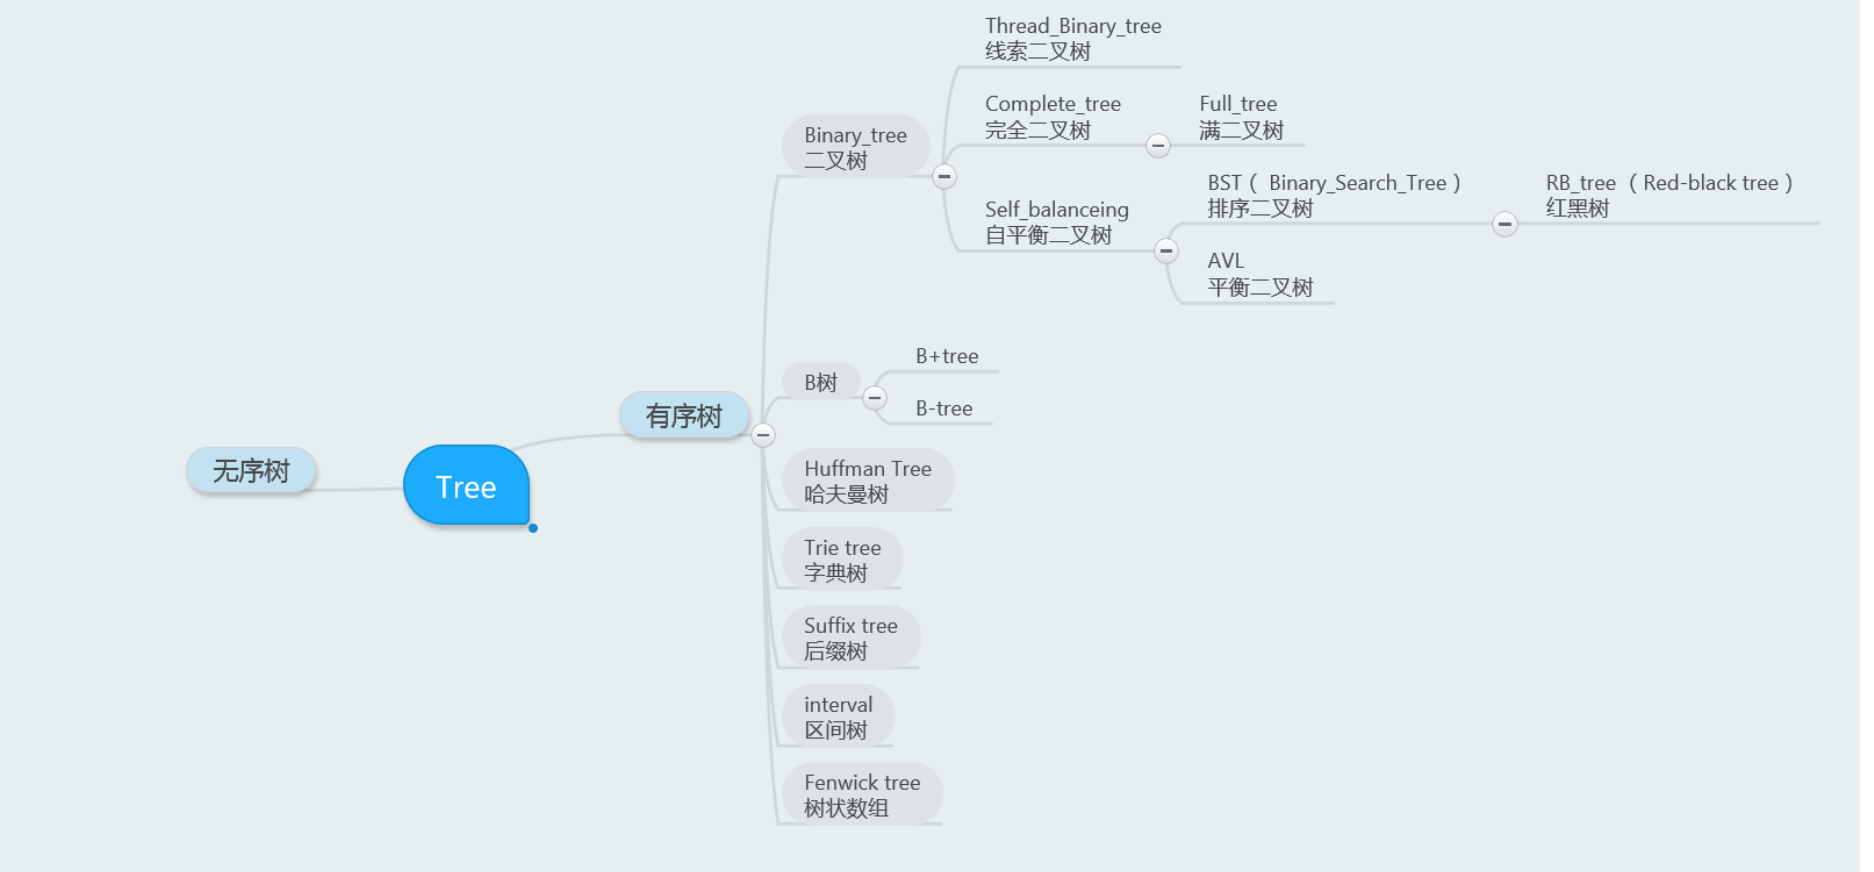 Tree
无序树
有序树
Binary_tree
二叉树
Thread_Binary_tree
线索二叉树
Complete_tree
完全二叉树
Full_tree
满二叉树
Self_balanceing
自平衡二叉树
BST（ Binary_Search_Tree）
排序二叉树
RB_tree （Red-black tree）
红黑树
AVL
平衡二叉树
B树
B+tree
B-tree
Huffman Tree
哈夫曼树
Trie tree
字典树
Suffix tree
后缀树
interval
区间树
Fenwick tree
树状数组